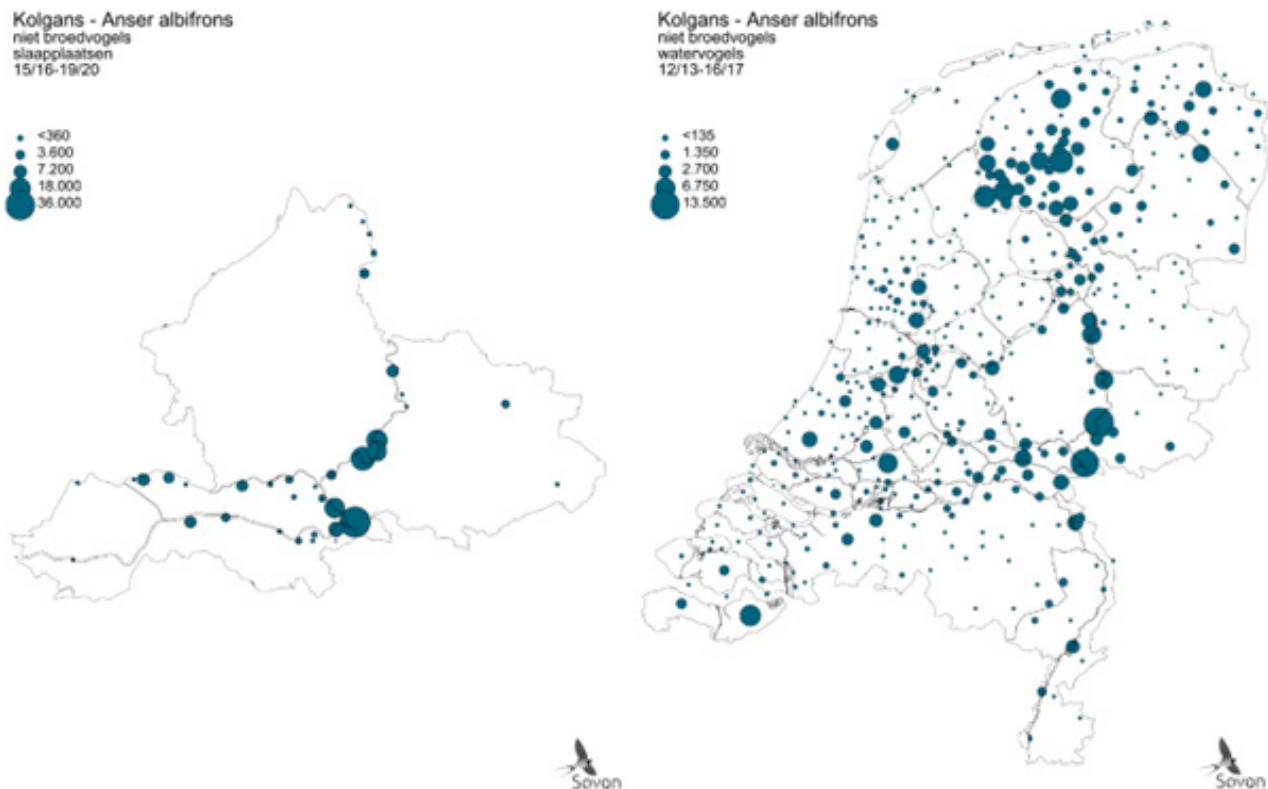 Kolgans - Anser albifrons
niet broedvogels
slaapplaatsen
15/16-19/20
<360
3.600
7.200
18.000
36.000
Sovon
Kolgans - Anser albifrons
niet broedvogels
watervogels
12/13-16/17
<135
1.350
2.700
6.750
13.500
Sovon